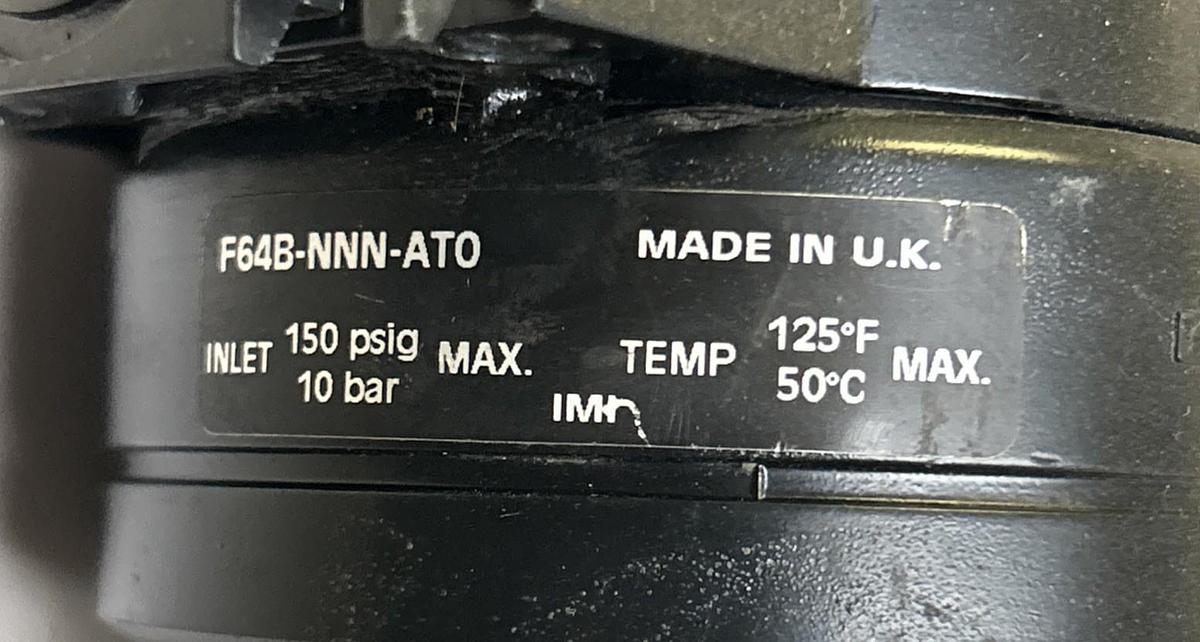 F64B-NNN-ATO MADE IN U.K.
INLET 150 psig 10 bar MAX. TEMP 125°F 50°C MAX.